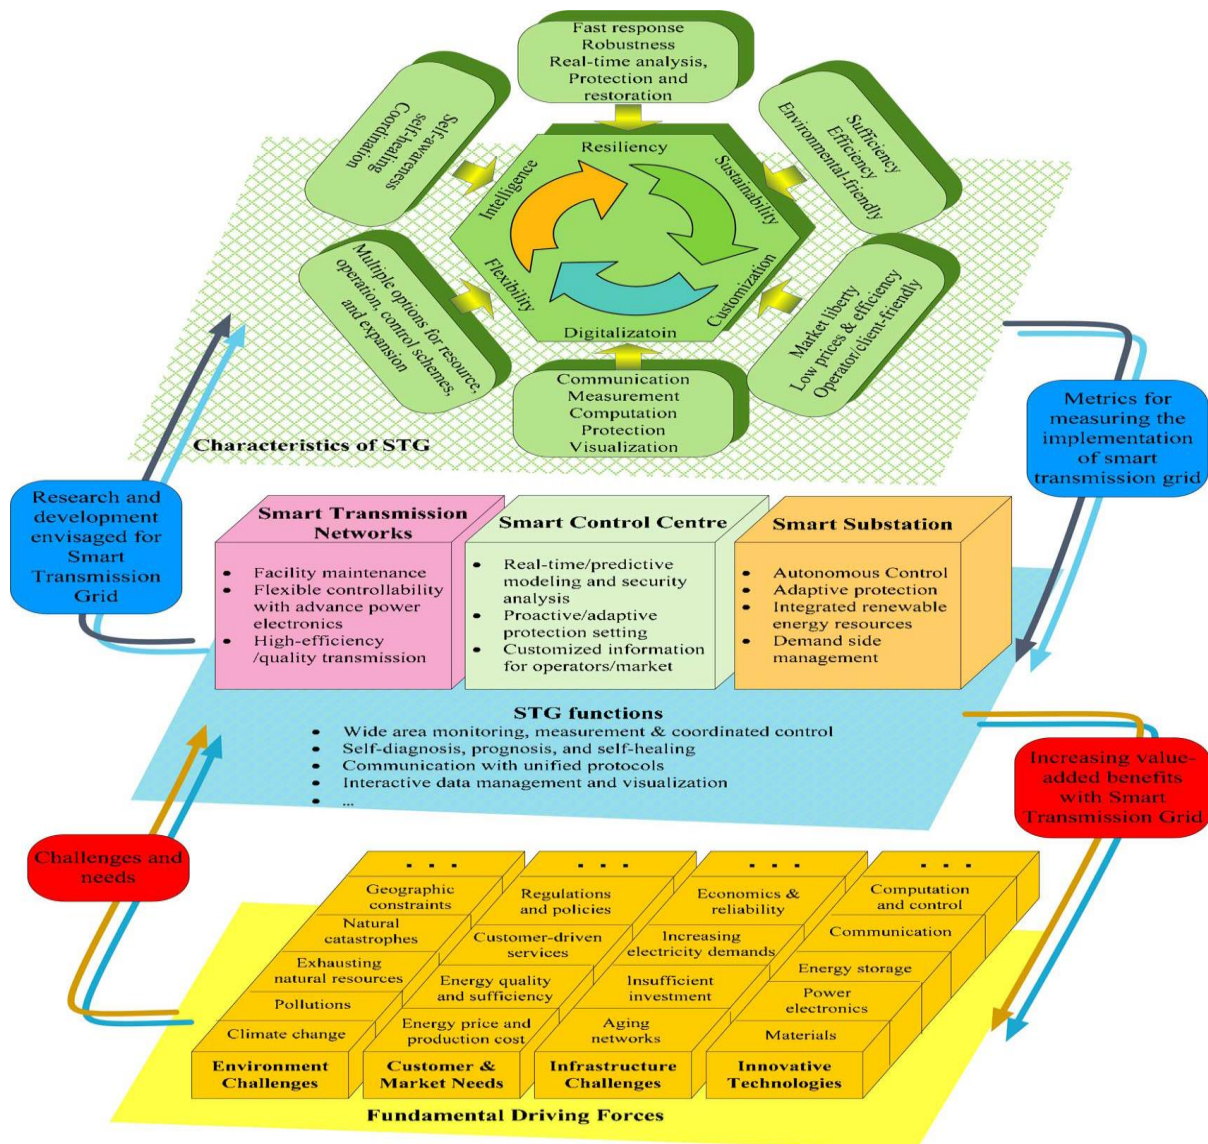 Fast response
Robustness
Real-time analysis,
Protection and
restoration
Self-awareness
self-healing
Coordination
Sufficiency
Efficiency
Environmental-friendly
Resiliency
Intelligence
Sustainability
Flexibility
Customization
Digitalizatoin
Multiple options for resource,
operation, control schemes,
and expansion
Market liberty
Low prices & efficiency
Operator/client-friendly
Communication
Measurement
Computation
Protection
Visualization
Characteristics of STG
Metrics for
measuring the
implementation
of smart
transmission grid
Research and
development
envisaged for
Smart
Transmission
Grid
Smart Transmission
Networks
Facility maintenance
Flexible controllability
with advance power
electronics
High-efficiency
/quality transmission
Smart Control Centre
Real-time/predictive
modeling and security
analysis
Proactive/adaptive
protection setting
Customized information
for operators/market
Smart Substation
Autonomous Control
Adaptive protection
Integrated renewable
energy resources
Demand side
management
STG functions
Wide area monitoring, measurement & coordinated control
Self-diagnosis, prognosis, and self-healing
Communication with unified protocols
Interactive data management and visualization
...
Increasing value-
added benefits
with Smart
Transmission Grid
Challenges and
needs
. . .
Geographic
constraints
Natural
catastrophes
Exhausting
natural resources
Pollutions
Climate change
Environment
Challenges
. . .
Regulations
and policies
Customer-driven
services
Energy quality
and sufficiency
Energy price and
production cost
Customer &
Market Needs
. . .
Economics &
reliability
Increasing
electricity demands
Insufficient
investment
Aging
networks
Infrastructure
Challenges
. . .
Computation
and control
Communication
Energy storage
Power
electronics
Materials
Innovative
Technologies
Fundamental Driving Forces